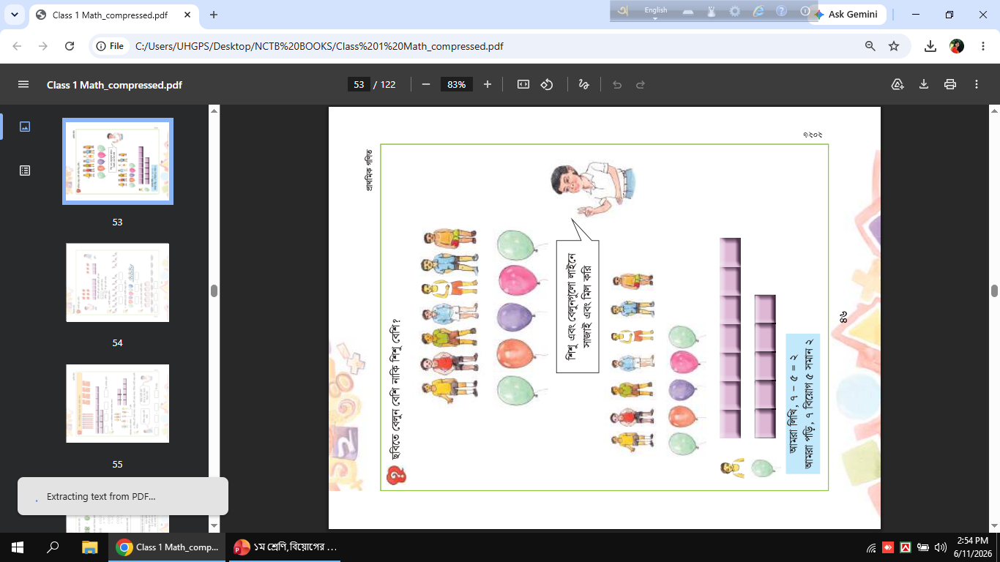 Class 1 Math_compressed.pdf
English
Ask Gemini
File
C:/Users/UHGPS/Desktop/NCTB%20BOOKS/Class%201%20Math_compressed.pdf
Class 1 Math_compressed.pdf
53 / 122
83%
53
54
55
Extracting text from PDF...
প্রাথমিক গণিত
ছবিতে বেলুন বেশি নাকি শিশু বেশি?
শিশু এবং বেলুনগুলো লাইনে
সাজাই এবং মিল করি
আমরা লিখি, ৭ − ৫ = ২
আমরা পড়ি, ৭ বিয়োগ ৫ সমান ২
৪৬
Class 1 Math_comp...
১ম শ্রেণি,বিয়োগের ...
2:54 PM
6/11/2026